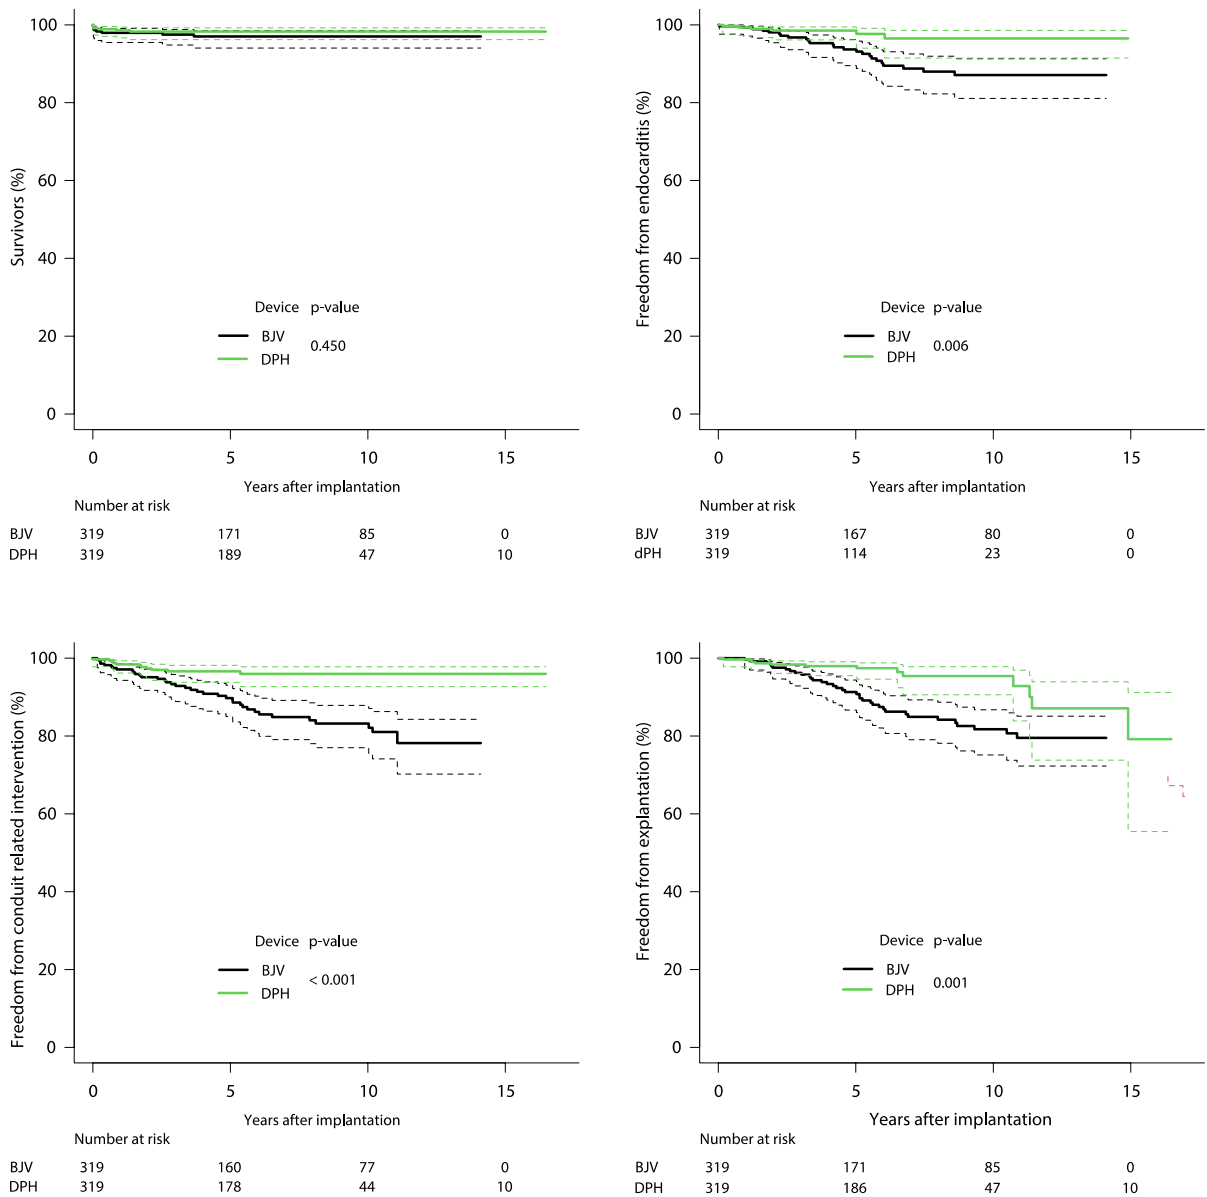 100
80
60
40
20
0
Survivors (%)
Device p-value
BJV
0.450
DPH
0 5 10 15
Years after implantation
Number at risk
BJV 319 171 85 0
DPH 319 189 47 10
100
80
60
40
20
0
Freedom from endocarditis (%)
Device p-value
BJV
0.006
DPH
0 5 10 15
Years after implantation
Number at risk
BJV 319 167 80 0
dPH 319 114 23 0
100
80
60
40
20
0
Freedom from conduit related intervention (%)
Device p-value
BJV
< 0.001
DPH
0 5 10 15
Years after implantation
Number at risk
BJV 319 160 77 0
DPH 319 178 44 10
100
80
60
40
20
0
Freedom from explantation (%)
Device p-value
BJV
0.001
DPH
0 5 10 15
Years after implantation
Number at risk
BJV 319 171 85 0
DPH 319 186 47 10